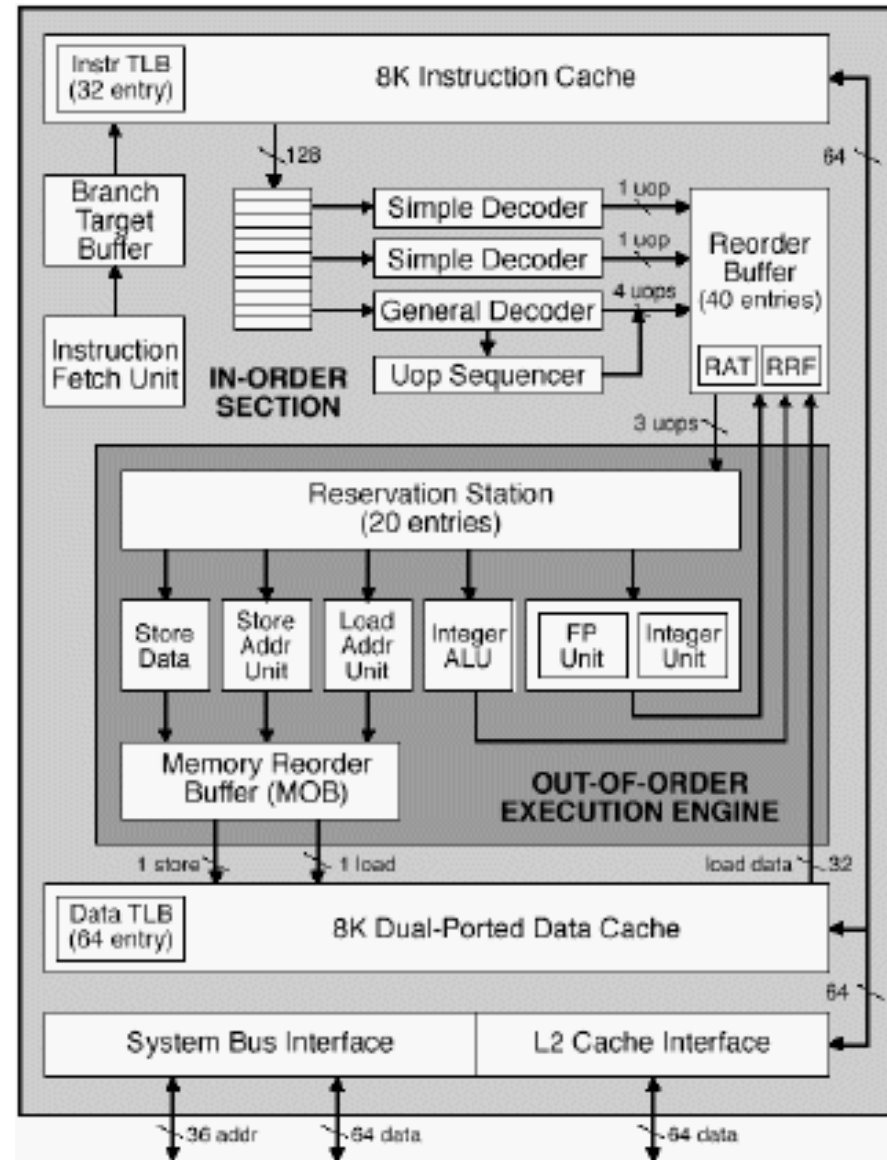 Instr TLB
(32 entry)
8K Instruction Cache
128
64
Branch
Target
Buffer
Instruction
Fetch Unit
Simple Decoder
1 uop
Simple Decoder
1 uop
General Decoder
4 uops
Uop Sequencer
Reorder
Buffer
(40 entries)
RAT
RRF
IN-ORDER
SECTION
3 uops
Reservation Station
(20 entries)
Store
Data
Store
Addr
Unit
Load
Addr
Unit
Integer
ALU
FP
Unit
Integer
Unit
Memory Reorder
Buffer (MOB)
OUT-OF-ORDER
EXECUTION ENGINE
1 store
1 load
load data
32
Data TLB
(64 entry)
8K Dual-Ported Data Cache
64
System Bus Interface
L2 Cache Interface
36 addr
64 data
64 data